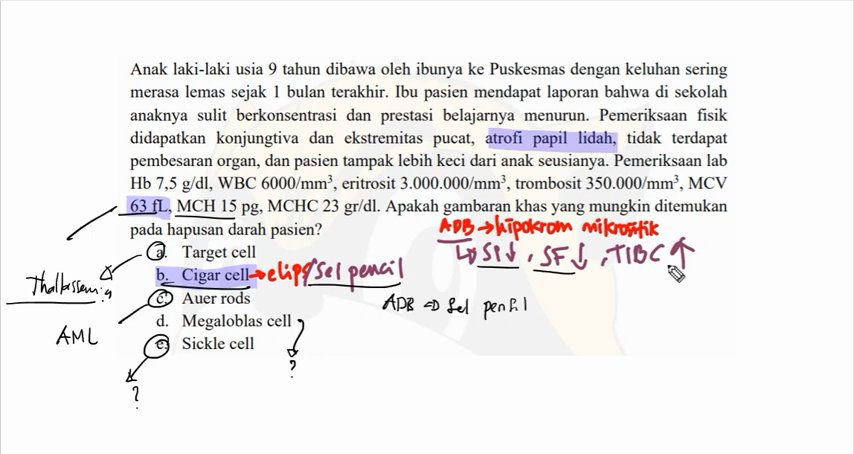 Anak laki-laki usia 9 tahun dibawa oleh ibunya ke Puskesmas dengan keluhan sering
merasa lemas sejak 1 bulan terakhir. Ibu pasien mendapat laporan bahwa di sekolah
anaknya sulit berkonsentrasi dan prestasi belajarnya menurun. Pemeriksaan fisik
didapatkan konjungtiva dan ekstremitas pucat, atrofi papil lidah, tidak terdapat
pembesaran organ, dan pasien tampak lebih keci dari anak seusianya. Pemeriksaan lab
Hb 7,5 g/dl, WBC 6000/mm³, eritrosit 3.000.000/mm³, trombosit 350.000/mm³, MCV
63 fL, MCH 15 pg, MCHC 23 gr/dl. Apakah gambaran khas yang mungkin ditemukan
pada hapusan darah pasien?
ADB → hipokrom mikrositik
↳ SI ↓, SF ↓, TIBC ↑
a. Target cell
b. Cigar cell → elips/sel pencil
Thallasemia
c. Auer rods
ADB ⇒ sel pensil
d. Megaloblas cell
AML
e. Sickle cell
?
?